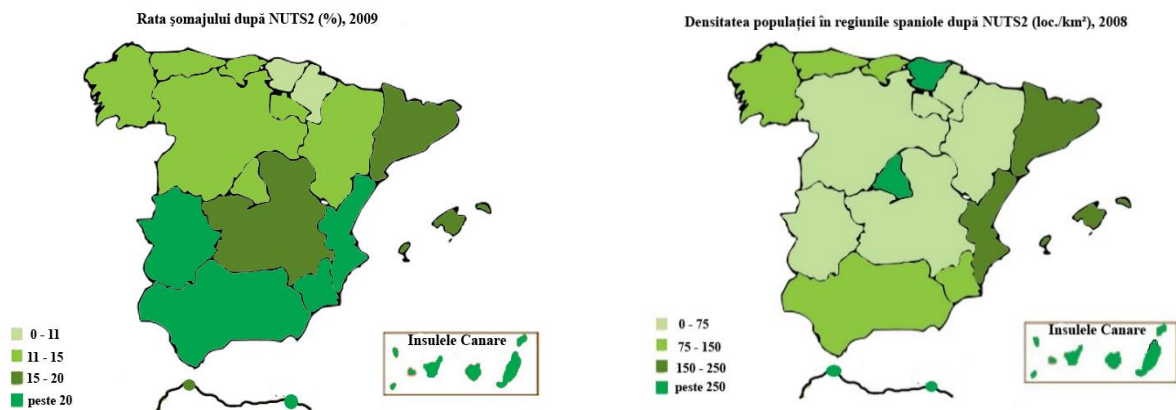 Rata șomajului după NUTS2 (%), 2009
0 - 11
11 - 15
15 - 20
peste 20
Insulele Canare
Densitatea populației în regiunile spaniole după NUTS2 (loc./km²), 2008
0 - 75
75 - 150
150 - 250
peste 250
Insulele Canare